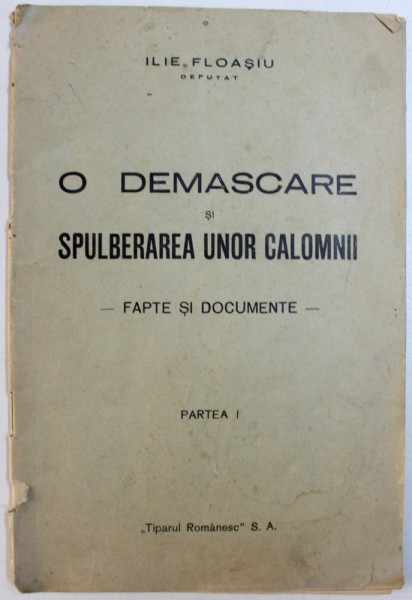 ILIE FLOAȘIU
DEPUTAT
O DEMASCARE
ȘI
SPULBERAREA UNOR CALOMNII
— FAPTE ȘI DOCUMENTE —
PARTEA I
„Tiparul Românesc" S. A.